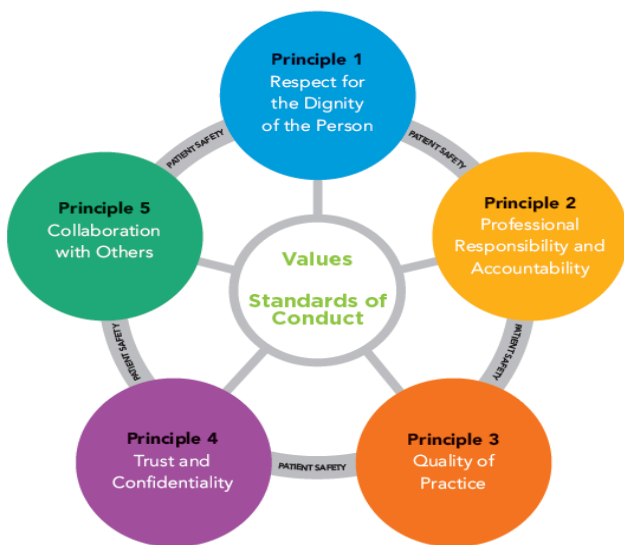 Principle 1
Respect for
the Dignity
of the Person
PATIENT SAFETY
PATIENT SAFETY
Principle 5
Collaboration
with Others
Principle 2
Professional
Responsibility and
Accountability
Values
Standards of
Conduct
PATIENT SAFETY
PATIENT SAFETY
Principle 4
Trust and
Confidentiality
PATIENT SAFETY
Principle 3
Quality of
Practice